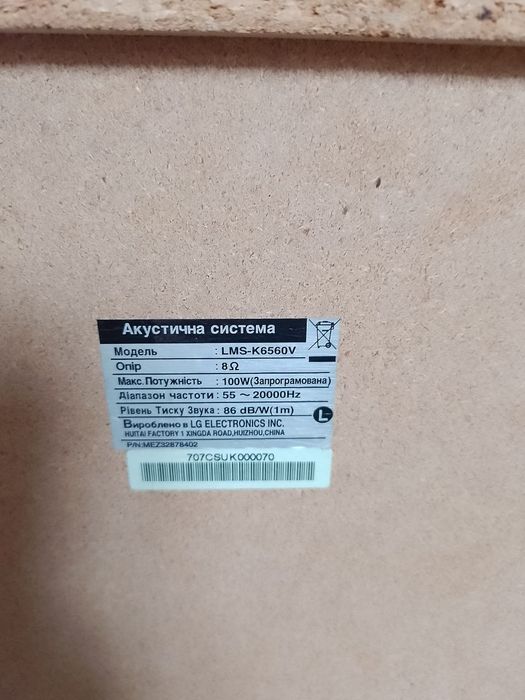 Акустична система
Модель : LMS-K6560V
Опір : 8Ω
Макс. Потужність : 100W(Запрограмована)
Діапазон частоти : 55 ~ 20000Hz
Рівень Тиску Звука : 86 dB/W(1m)
L
Вироблено в LG ELECTRONICS INC.
HUITAI FACTORY 1 XINGDA ROAD,HUIZHOU,CHINA
P/N:MEZ32878402
707CSUK000070